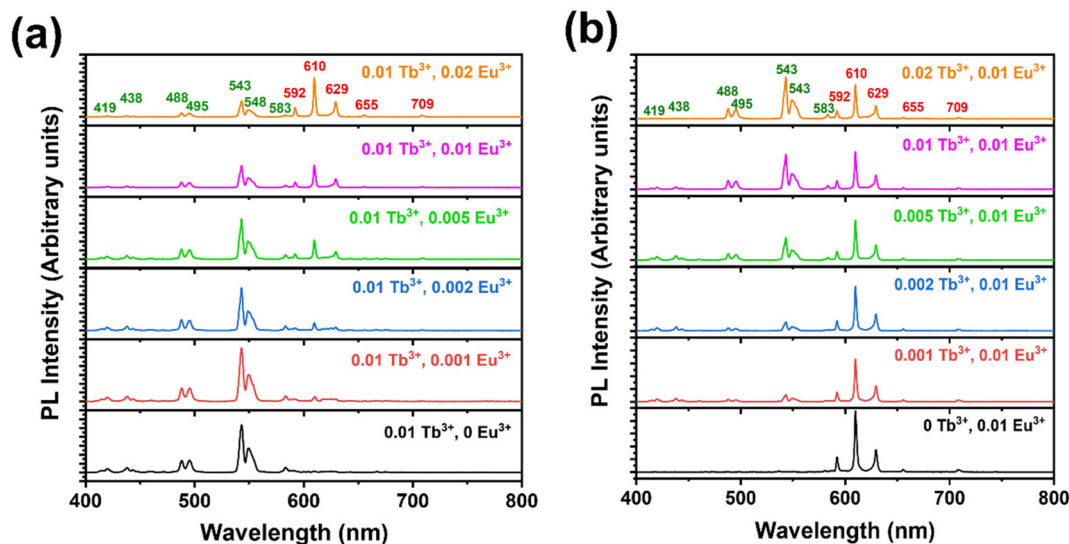 (a)
PL Intensity (Arbitrary units)
0.01 Tb³⁺, 0.02 Eu³⁺
419
438
488
495
543
548
583
592
610
629
655
709
0.01 Tb³⁺, 0.01 Eu³⁺
0.01 Tb³⁺, 0.005 Eu³⁺
0.01 Tb³⁺, 0.002 Eu³⁺
0.01 Tb³⁺, 0.001 Eu³⁺
0.01 Tb³⁺, 0 Eu³⁺
400 500 600 700 800
Wavelength (nm)
(b)
PL Intensity (Arbitrary units)
0.02 Tb³⁺, 0.01 Eu³⁺
419
438
488
495
543
543
583
592
610
629
655
709
0.01 Tb³⁺, 0.01 Eu³⁺
0.005 Tb³⁺, 0.01 Eu³⁺
0.002 Tb³⁺, 0.01 Eu³⁺
0.001 Tb³⁺, 0.01 Eu³⁺
0 Tb³⁺, 0.01 Eu³⁺
400 500 600 700 800
Wavelength (nm)